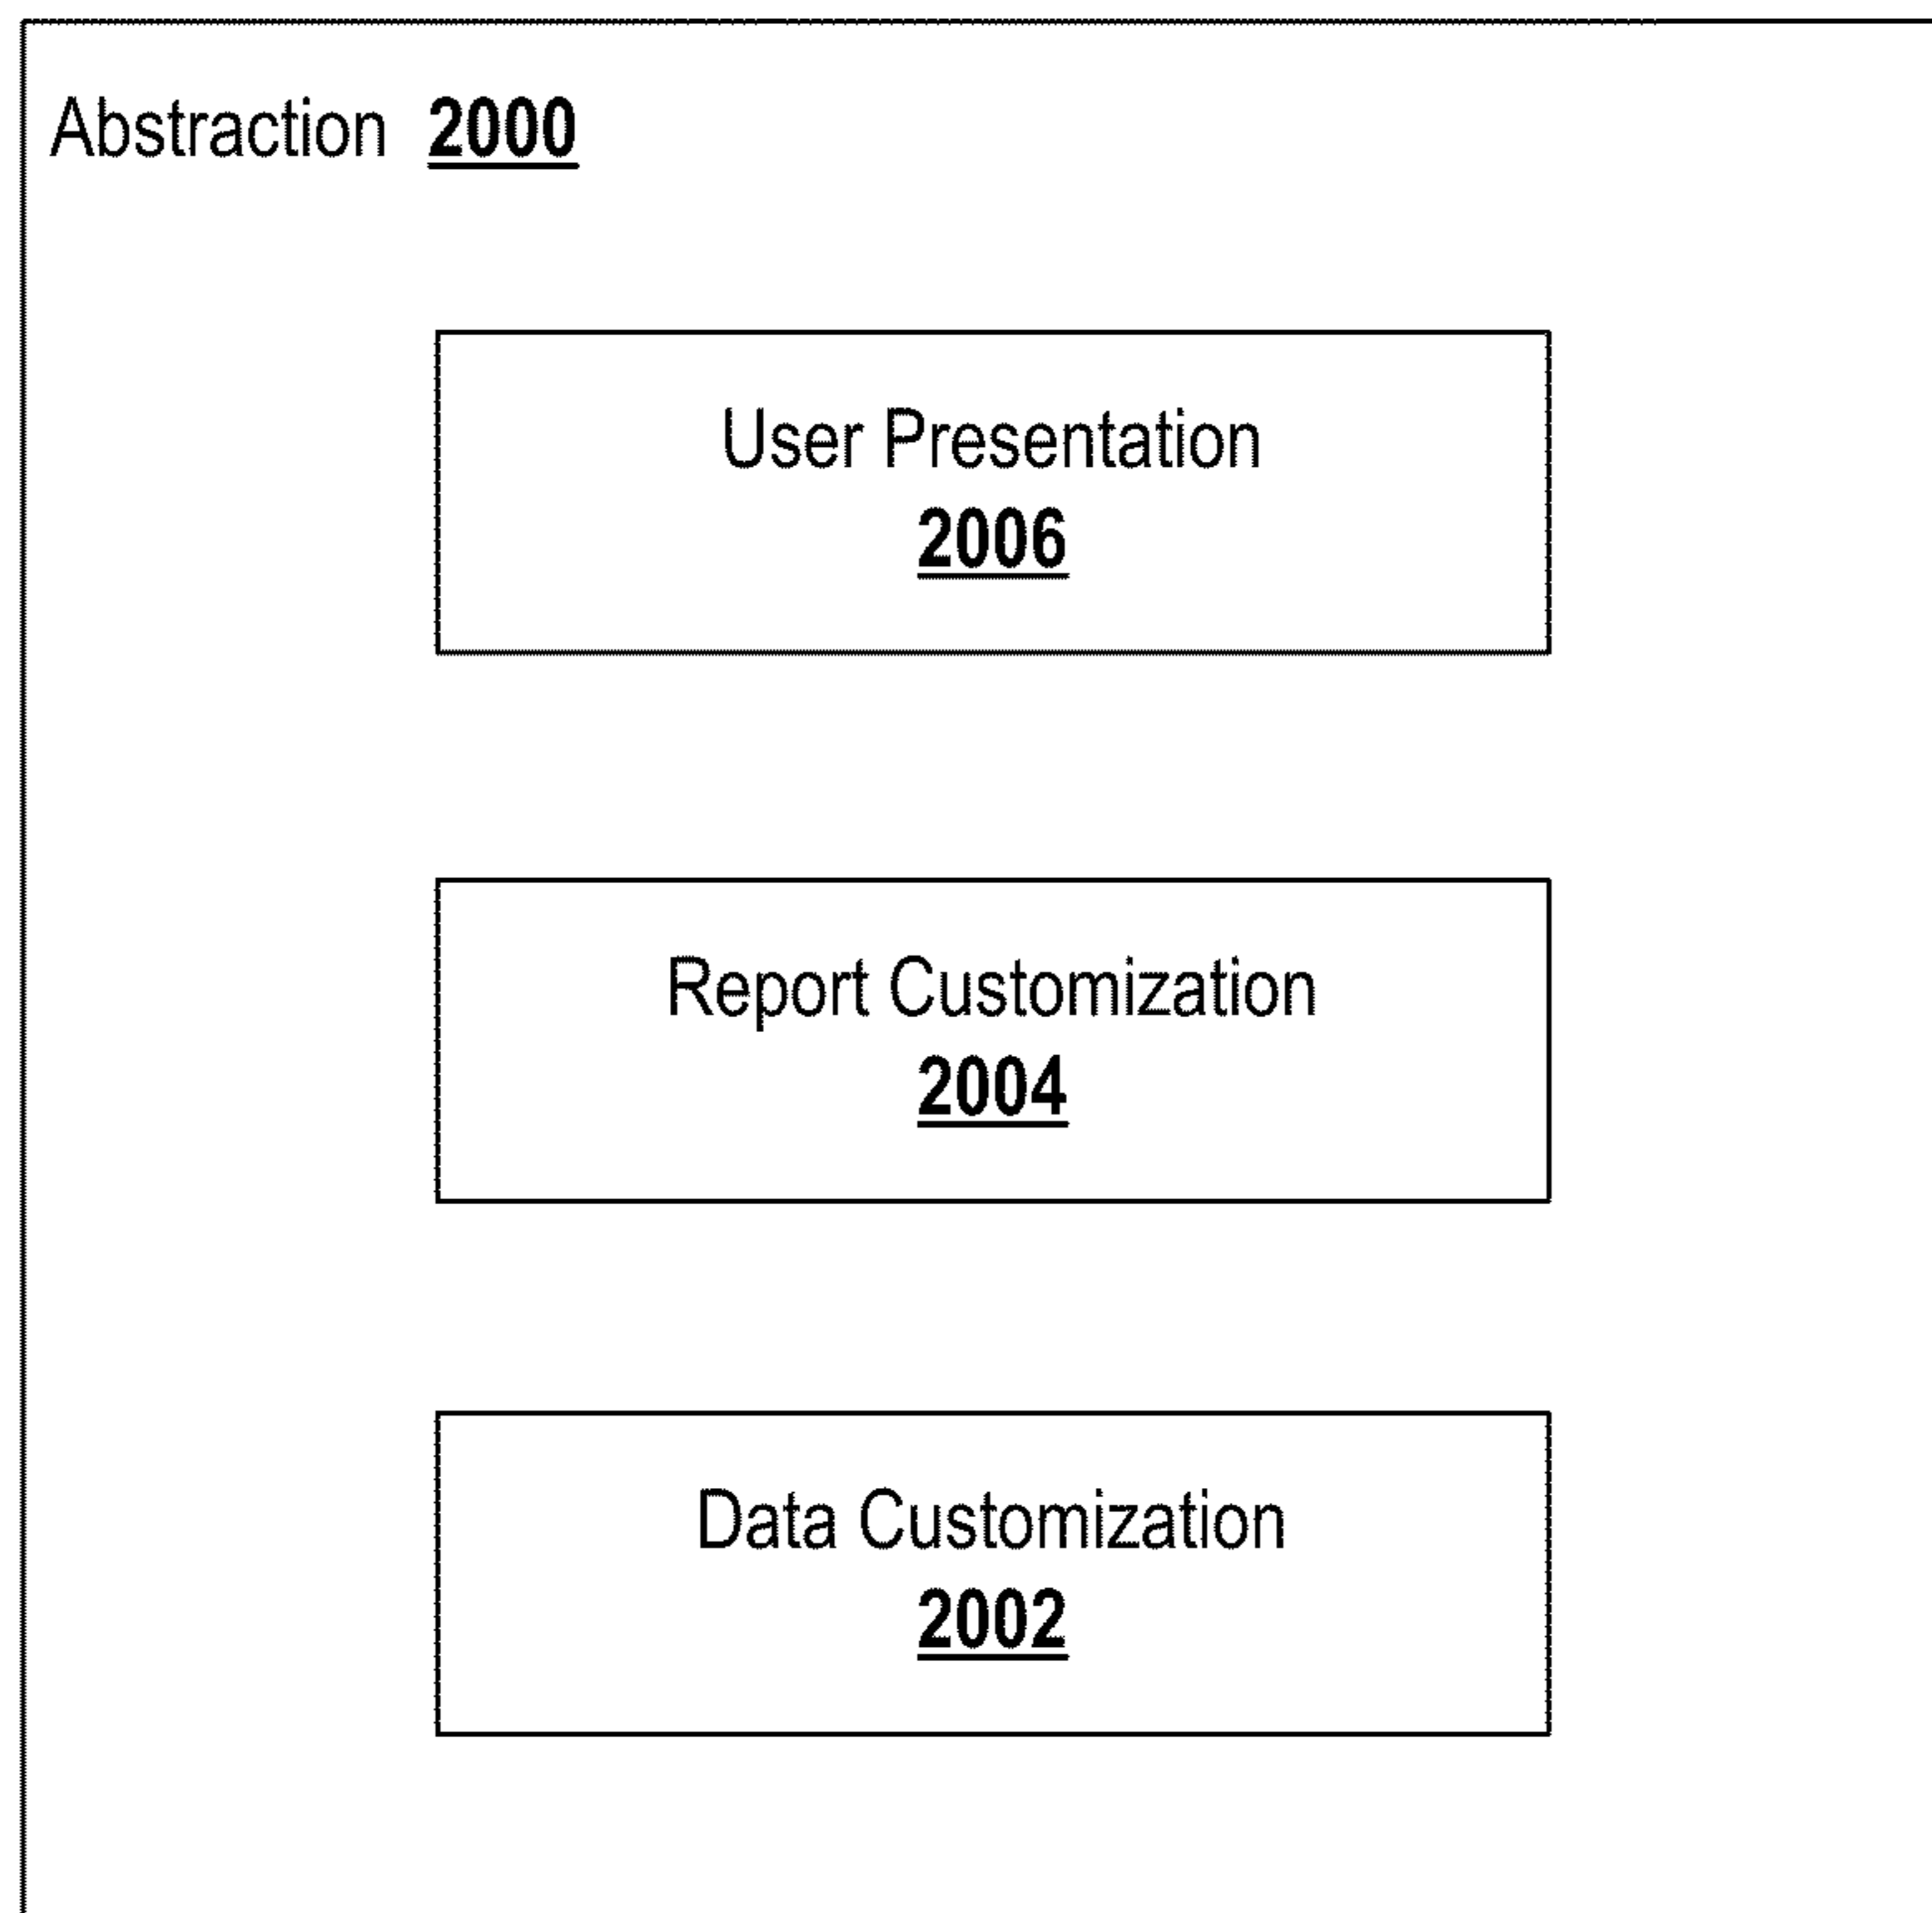 Abstraction 2000
User Presentation
2006
Report Customization
2004
Data Customization
2002